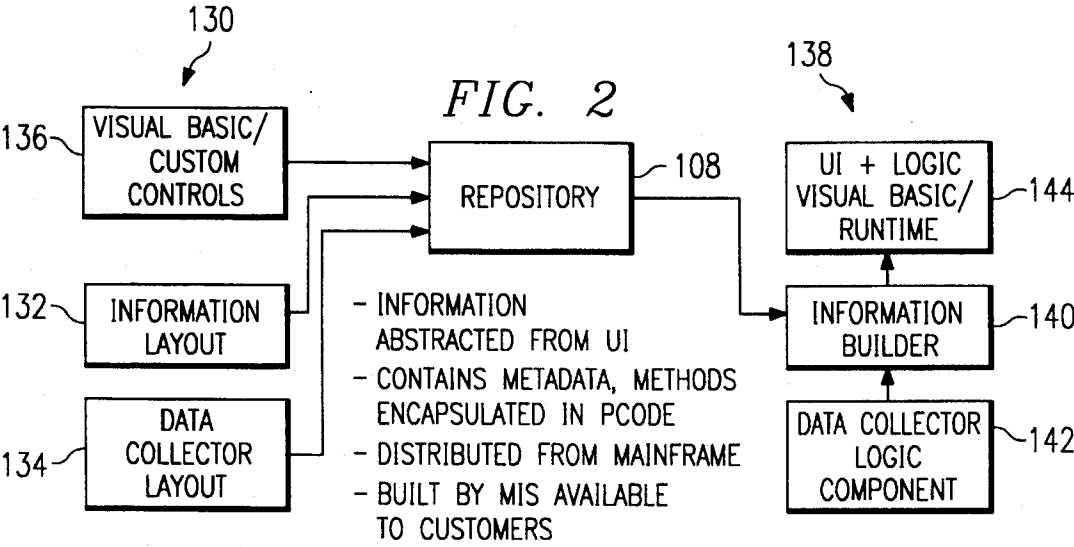 130
138
FIG. 2
136
VISUAL BASIC/
CUSTOM
CONTROLS
REPOSITORY
108
UI + LOGIC
VISUAL BASIC/
RUNTIME
144
132
INFORMATION
LAYOUT
134
DATA
COLLECTOR
LAYOUT
- INFORMATION
ABSTRACTED FROM UI
- CONTAINS METADATA, METHODS
ENCAPSULATED IN PCODE
- DISTRIBUTED FROM MAINFRAME
- BUILT BY MIS AVAILABLE
TO CUSTOMERS
INFORMATION
BUILDER
140
DATA COLLECTOR
LOGIC
COMPONENT
142